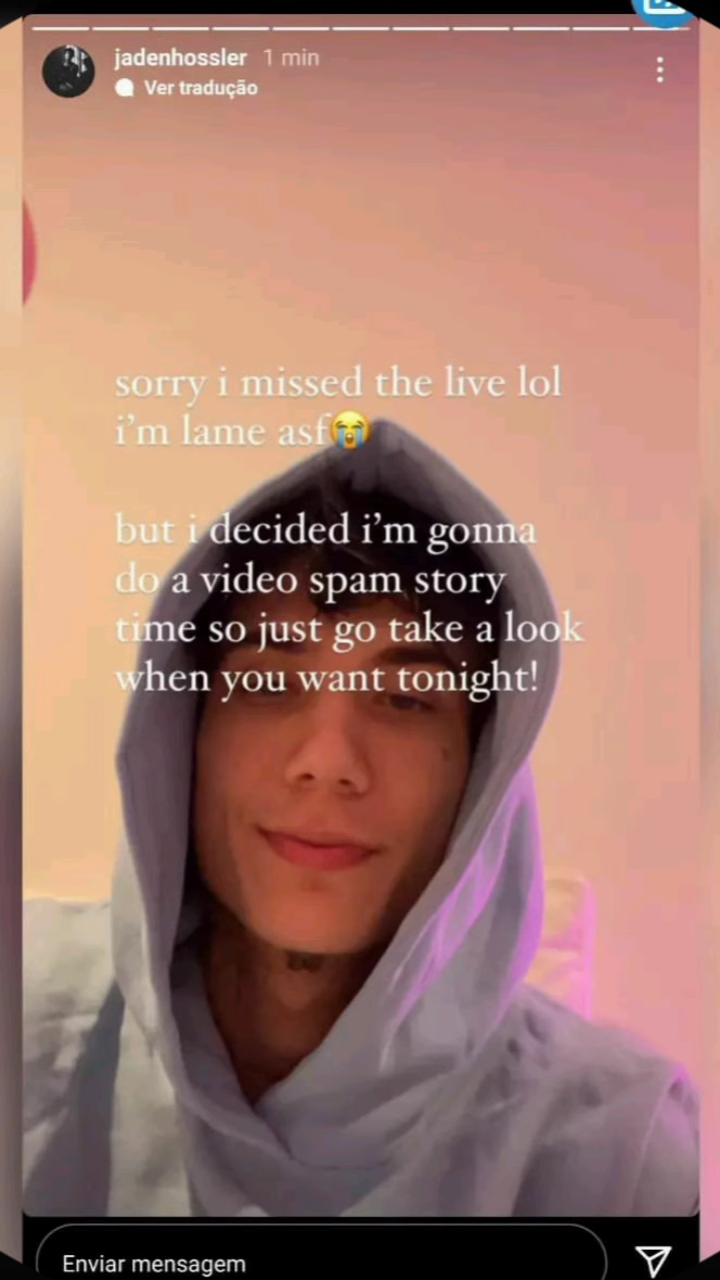 jadenhossler 1 min
Ver tradução
sorry i missed the live lol
i'm lame asf😭
but i decided i'm gonna
do a video spam story
time so just go take a look
when you want tonight!
Enviar mensagem